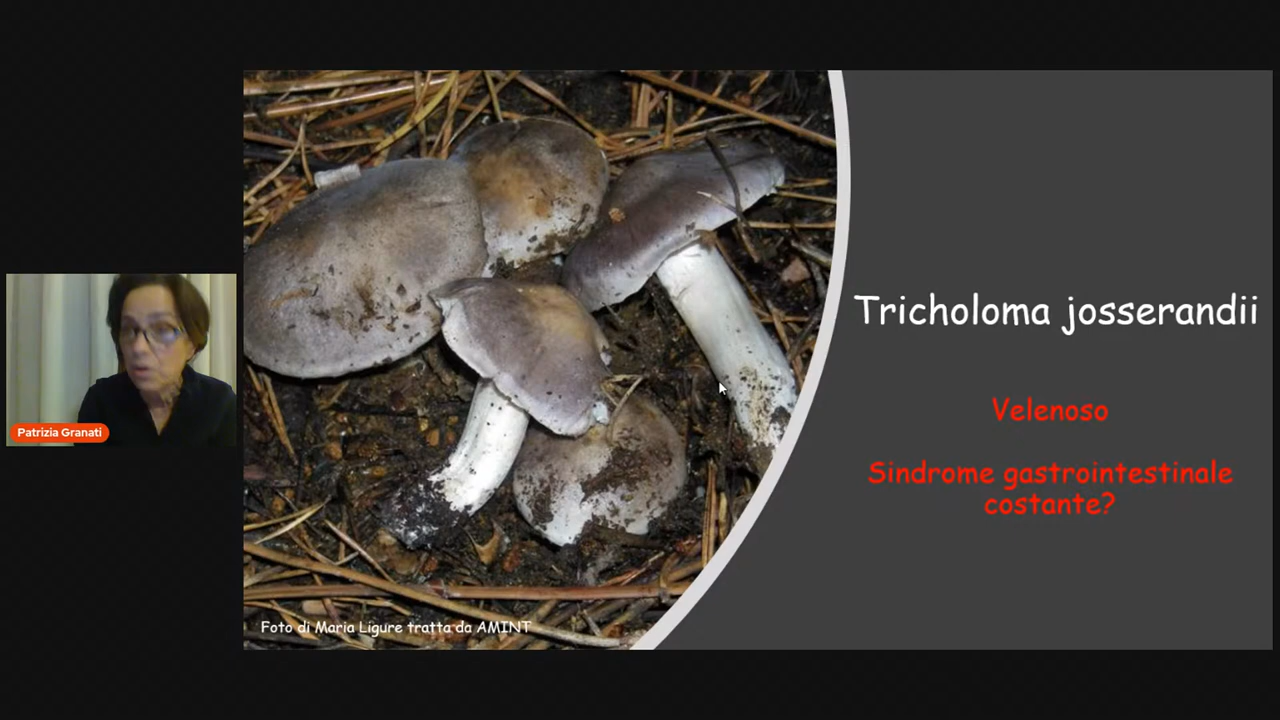 Tricholoma josserandii
Velenoso
Sindrome gastrointestinale
costante?
Patrizia Granati
Foto di Maria Ligure tratta da AMINT